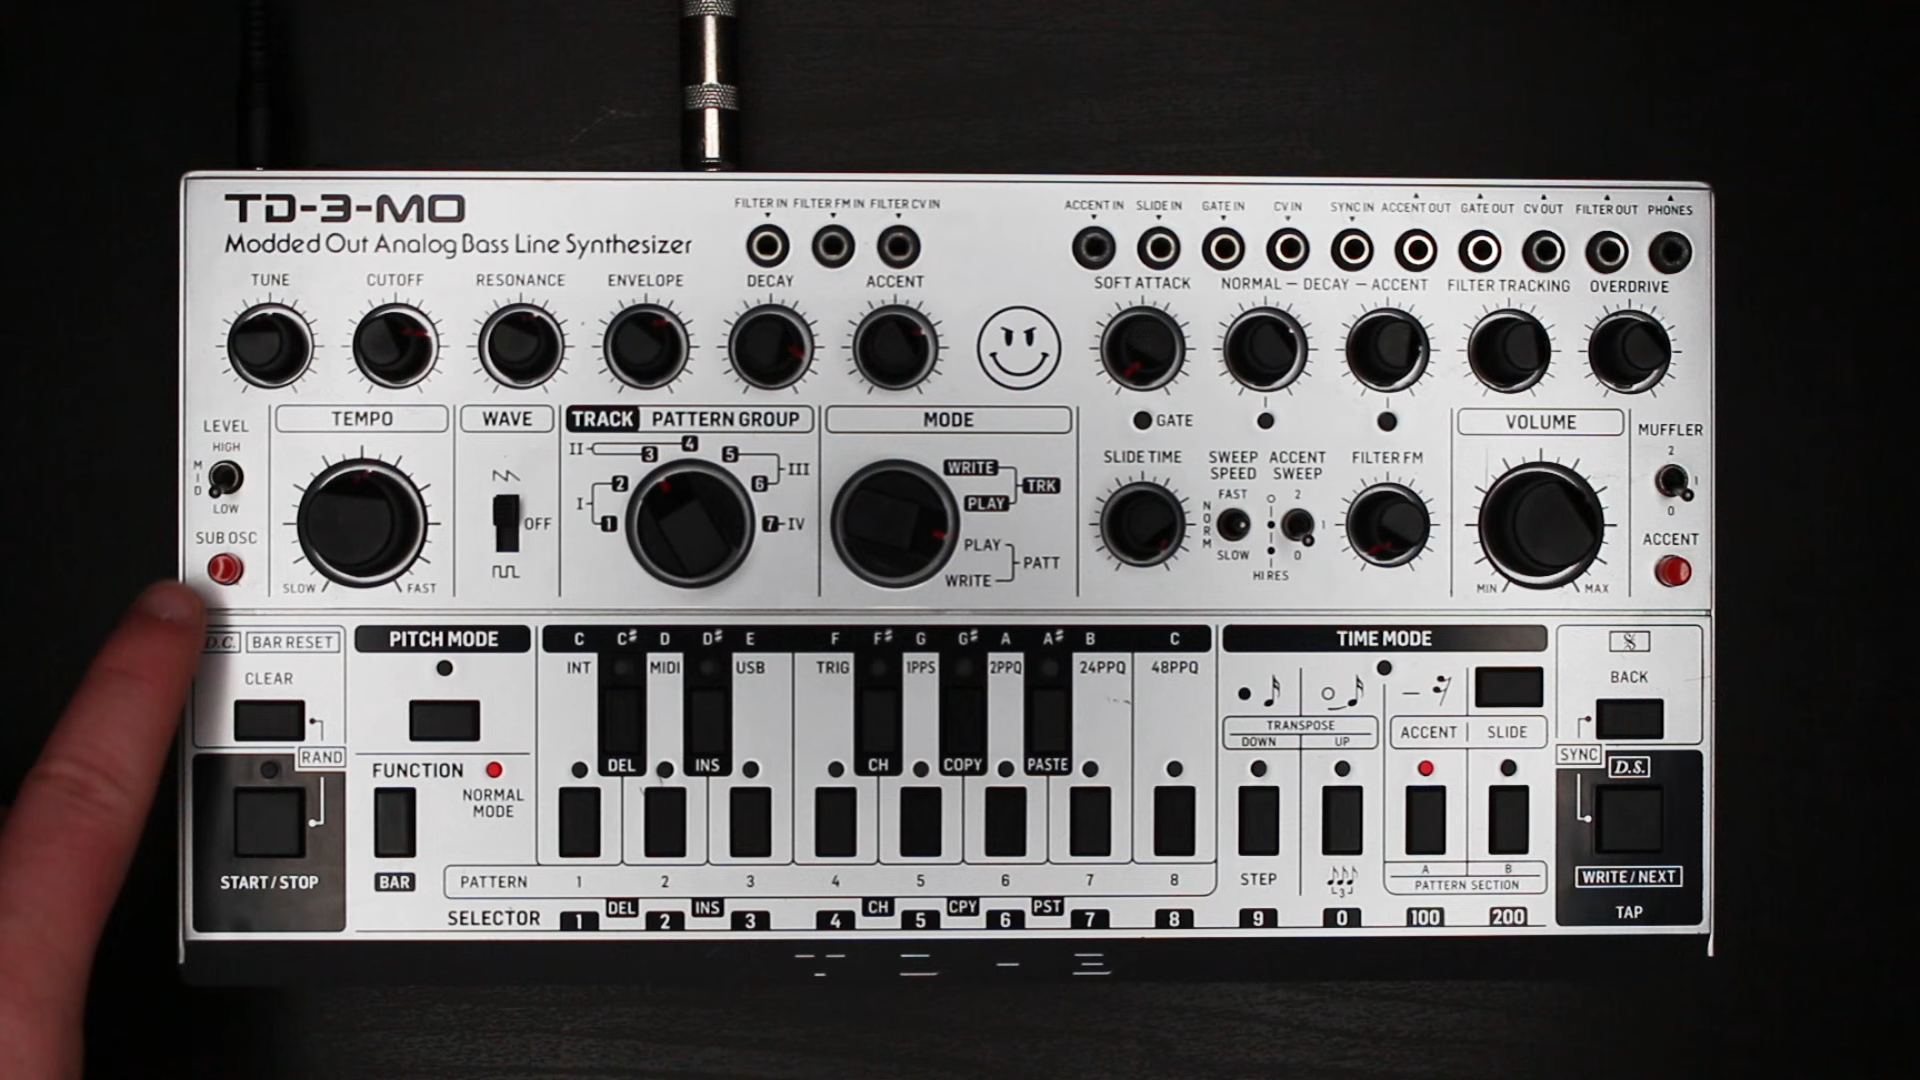 TD-3-MO
Modded Out Analog Bass Line Synthesizer
FILTER IN FILTER FM IN FILTER CV IN
ACCENT IN SLIDE IN GATE IN CV IN SYNC IN ACCENT OUT GATE OUT CV OUT FILTER OUT PHONES
TUNE CUTOFF RESONANCE ENVELOPE DECAY ACCENT
SOFT ATTACK NORMAL — DECAY — ACCENT FILTER TRACKING OVERDRIVE
LEVEL
HIGH
MID
LOW
SUB OSC
TEMPO
SLOW FAST
WAVE
OFF
TRACK PATTERN GROUP
I II III IV
1 2 3 4 5 6 7
MODE
WRITE
PLAY
TRK
PLAY
WRITE
PATT
GATE
SLIDE TIME
SWEEP SPEED
FAST
NORM
SLOW
ACCENT SWEEP
2
1
0
HI RES
FILTER FM
VOLUME
MIN MAX
MUFFLER
2
1
0
ACCENT
D.C. BAR RESET
CLEAR
RAND
START/STOP
PITCH MODE
FUNCTION
NORMAL MODE
BAR
C C♯ D D♯ E F F♯ G G♯ A A♯ B C
INT MIDI USB TRIG 1PPS 2PPQ 24PPQ 48PPQ
DEL INS CH COPY PASTE
PATTERN 1 2 3 4 5 6 7 8
DEL INS CH CPY PST
SELECTOR 1 2 3 4 5 6 7 8 9 0 100 200
TIME MODE
TRANSPOSE
DOWN UP
ACCENT SLIDE
STEP
3
A B
PATTERN SECTION
BACK
SYNC
D.S.
WRITE/NEXT
TAP
TD-3